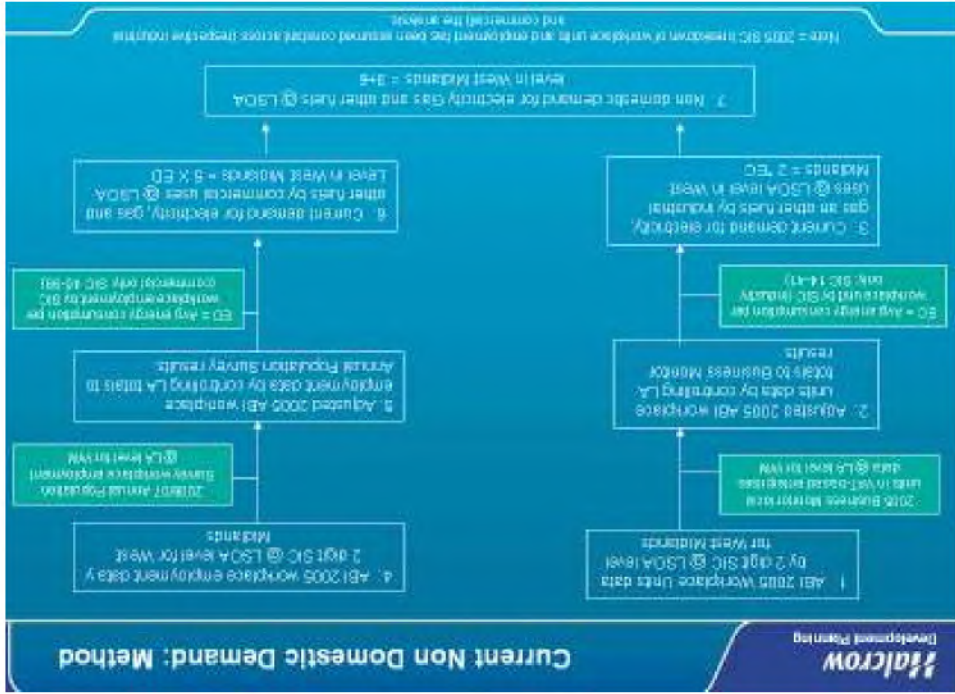 Halcrow
Development Planning
Current Non Domestic Demand: Method
1. ABI 2005 Workplace Units data
by 2 digit SIC @ LSOA level
for West Midlands
2005 Business Monitor local
units in VAT-based enterprises
data @ LA level for WM
2. Adjusted 2005 ABI workplace
units data by controlling LA
totals to Business Monitor
results
EC = Avg energy consumption per
workplace unit by SIC (industry
only, SIC 14-41)
3. Current demand for electricity,
gas an other fuels by industrial
uses @ LSOA level in West
Midlands = 2 *EC
4. ABI 2005 workplace employment data y
2 digit SIC @ LSOA level for West
Midlands
2006/07 Annual Population
Survey workplace employment
@ LA level for WM
5. Adjusted 2005 ABI workplace
employment data by controlling LA totals to
Annual Population Survey results
ED = Avg energy consumption per
workplace employment by SIC
commercial only SIC
6. Current demand for electricity, gas and
other fuels by commercial uses @ LSOA
Level in West Midlands = 5 X ED
7. Non domestic demand for electricity Gas and other fuels @ LSOA
level in West Midlands = 3+6
Note = 2005 SIC breakdown of workplace units and employment has been assumed constant across (respective industrial
and commercial) the analysis